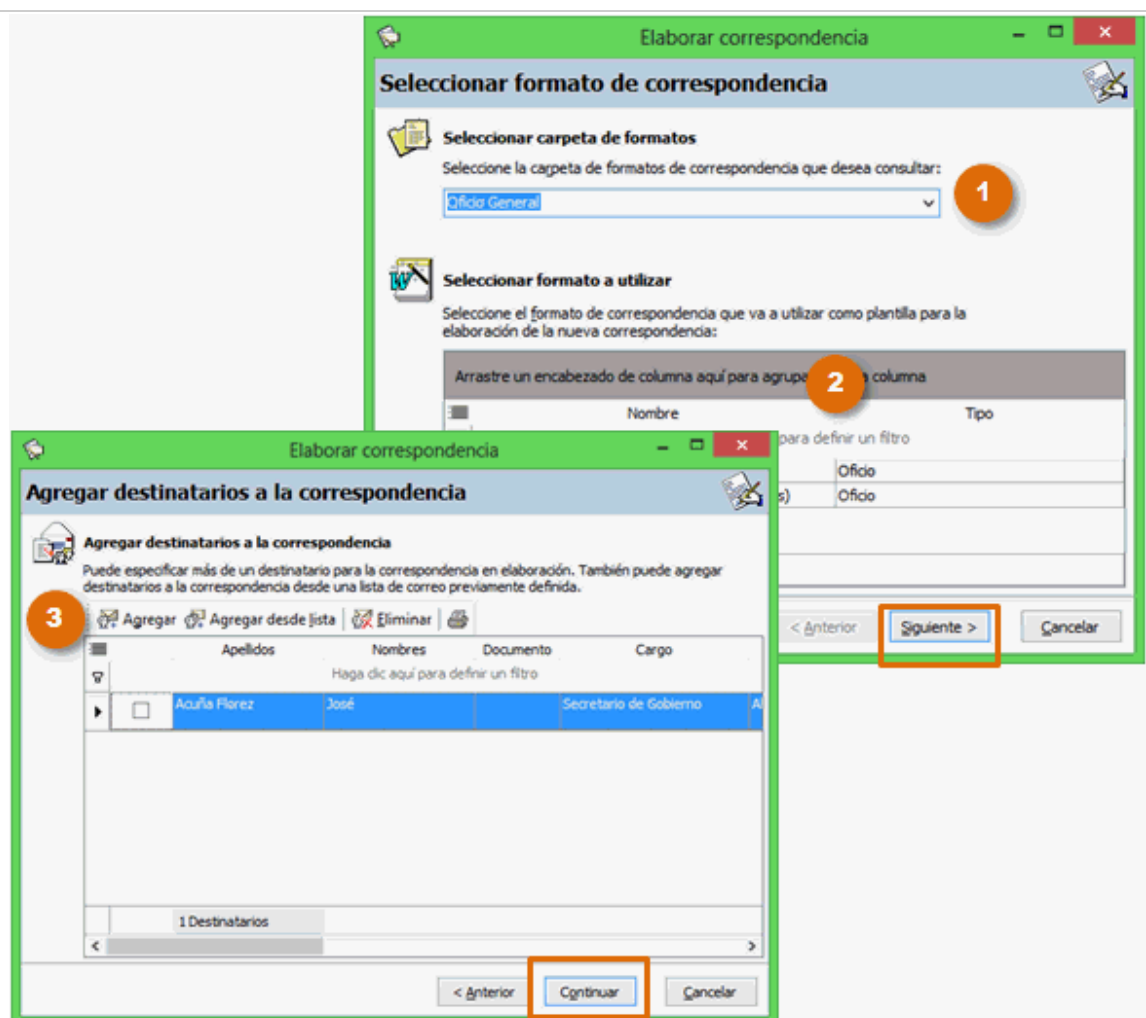 Elaborar correspondencia
Seleccionar formato de correspondencia
Seleccionar carpeta de formatos
Seleccione la carpeta de formatos de correspondencia que desea consultar:
Oficio General
1
Seleccionar formato a utilizar
Seleccione el formato de correspondencia que va a utilizar como plantilla para la
elaboración de la nueva correspondencia:
Arrastre un encabezado de columna aquí para agrupa 2 columna
Nombre Tipo
para definir un filtro
Oficio
s) Oficio
< Anterior Siguiente > Cancelar
Elaborar correspondencia
Agregar destinatarios a la correspondencia
Agregar destinatarios a la correspondencia
Puede especificar más de un destinatario para la correspondencia en elaboración. También puede agregar
destinatarios a la correspondencia desde una lista de correo previamente definida.
3 Agregar Agregar desde lista Eliminar
Apellidos Nombres Documento Cargo
Haga clic aquí para definir un filtro
Acuña Florez José Secretario de Gobierno
1 Destinatarios
< Anterior Continuar Cancelar